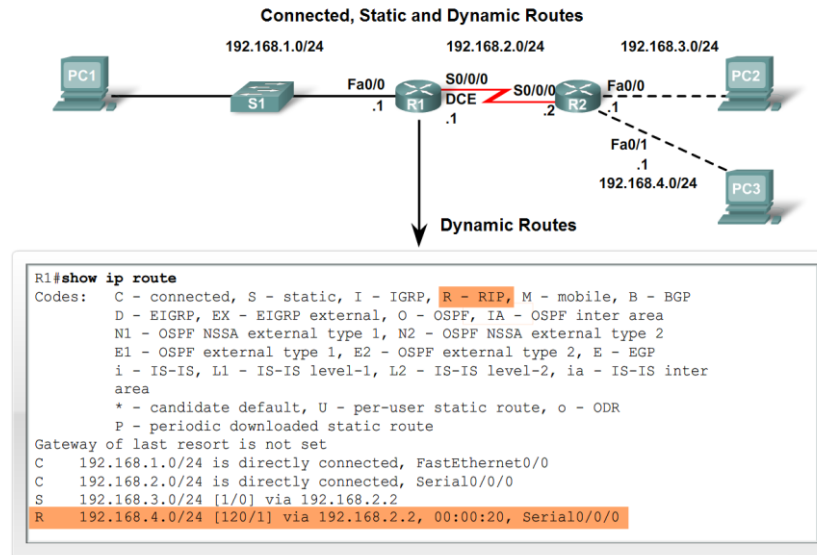 Connected, Static and Dynamic Routes
192.168.1.0/24
192.168.2.0/24
192.168.3.0/24
PC1
S1
Fa0/0
.1
R1
S0/0/0
DCE
.1
S0/0/0
.2
R2
Fa0/0
.1
PC2
Fa0/1
.1
192.168.4.0/24
PC3
Dynamic Routes
R1#show ip route
Codes: C - connected, S - static, I - IGRP, R - RIP, M - mobile, B - BGP
D - EIGRP, EX - EIGRP external, O - OSPF, IA - OSPF inter area
N1 - OSPF NSSA external type 1, N2 - OSPF NSSA external type 2
E1 - OSPF external type 1, E2 - OSPF external type 2, E - EGP
i - IS-IS, L1 - IS-IS level-1, L2 - IS-IS level-2, ia - IS-IS inter
area
* - candidate default, U - per-user static route, o - ODR
P - periodic downloaded static route
Gateway of last resort is not set
C 192.168.1.0/24 is directly connected, FastEthernet0/0
C 192.168.2.0/24 is directly connected, Serial0/0/0
S 192.168.3.0/24 [1/0] via 192.168.2.2
R 192.168.4.0/24 [120/1] via 192.168.2.2, 00:00:20, Serial0/0/0